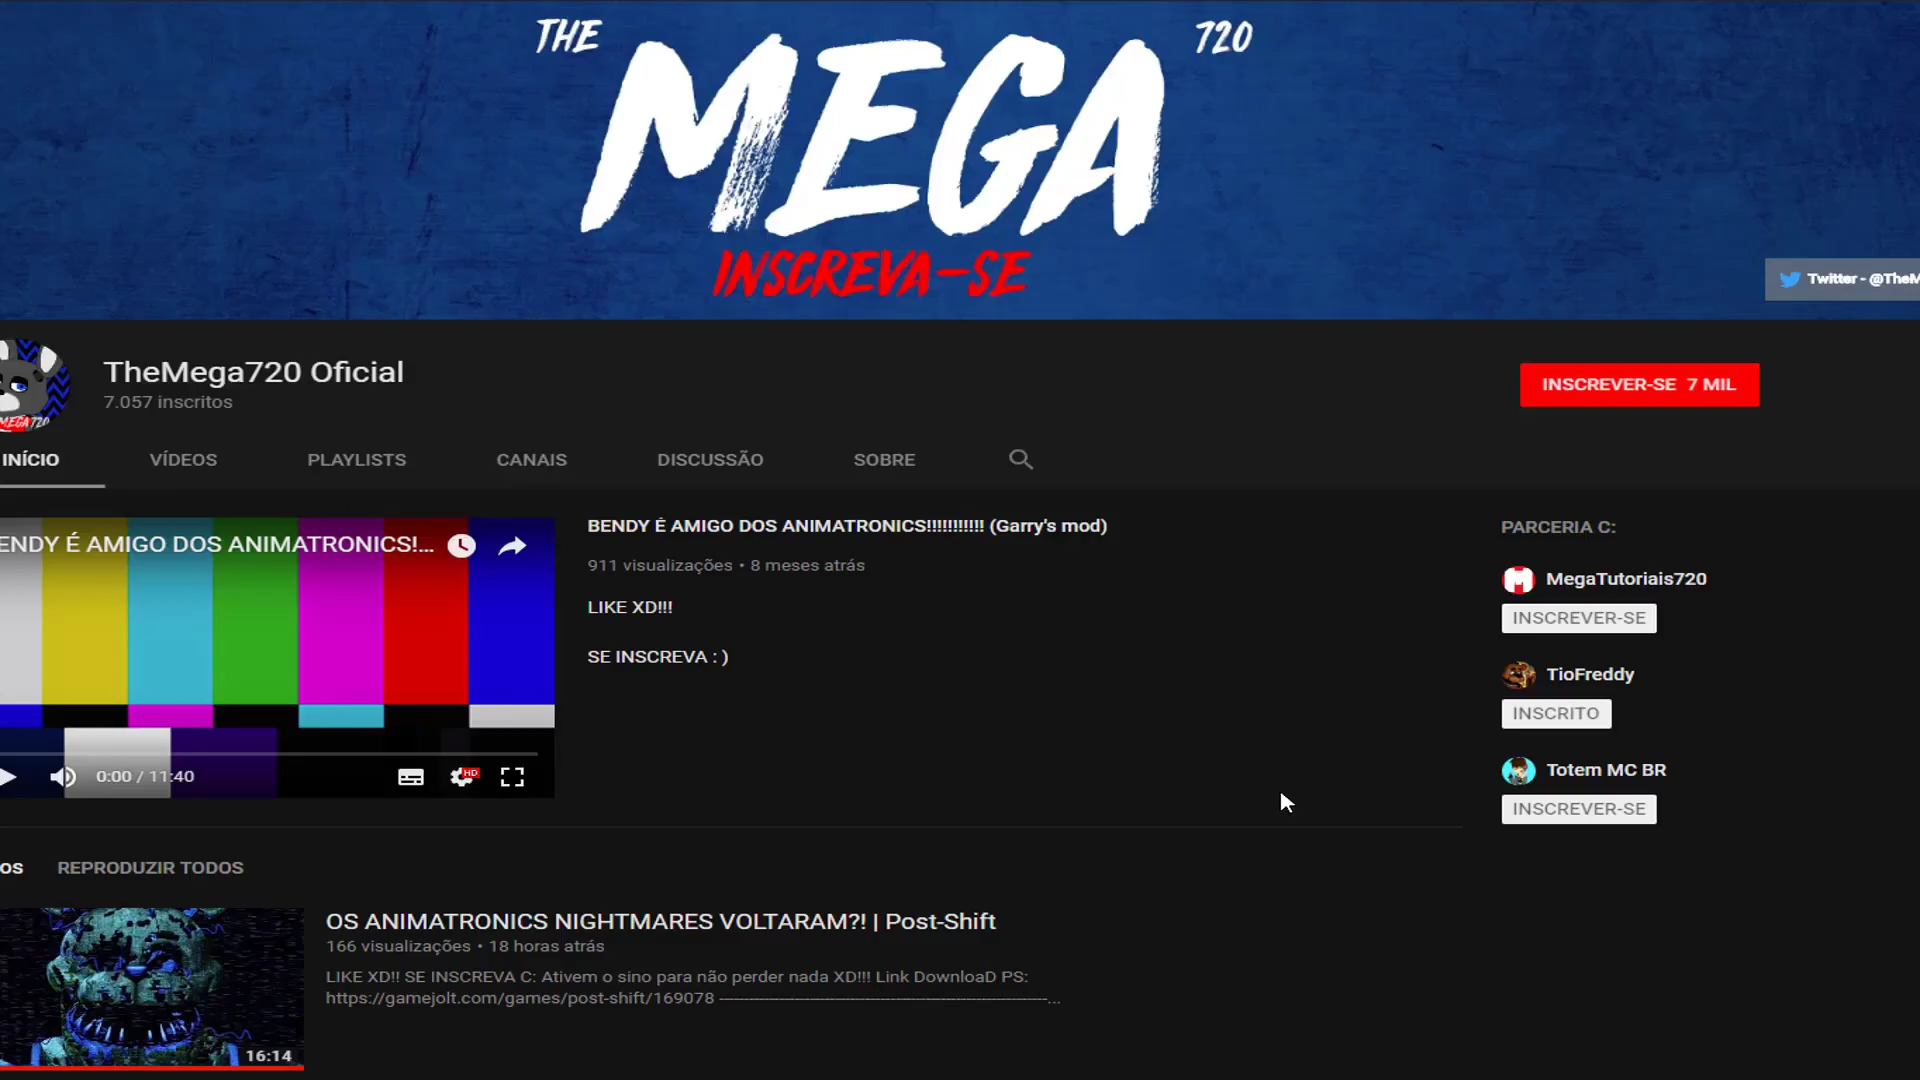 THE MEGA 720
INSCREVA-SE
Twitter - @TheM
TheMega720 Oficial
7.057 inscritos
INSCREVER-SE 7 MIL
MEGA720
INÍCIO VÍDEOS PLAYLISTS CANAIS DISCUSSÃO SOBRE
ENDY É AMIGO DOS ANIMATRONICS!...
0:00 / 11:40
HD
BENDY É AMIGO DOS ANIMATRONICS!!!!!!!!!!! (Garry's mod)
911 visualizações • 8 meses atrás
LIKE XD!!!
SE INSCREVA : )
PARCERIA C:
MegaTutoriais720
INSCREVER-SE
TioFreddy
INSCRITO
Totem MC BR
INSCREVER-SE
os REPRODUZIR TODOS
16:14
OS ANIMATRONICS NIGHTMARES VOLTARAM?! | Post-Shift
166 visualizações • 18 horas atrás
LIKE XD!! SE INSCREVA C: Ativem o sino para não perder nada XD!!! Link DownloaD PS:
https://gamejolt.com/games/post-shift/169078 -----------------------------------------------------------------------...